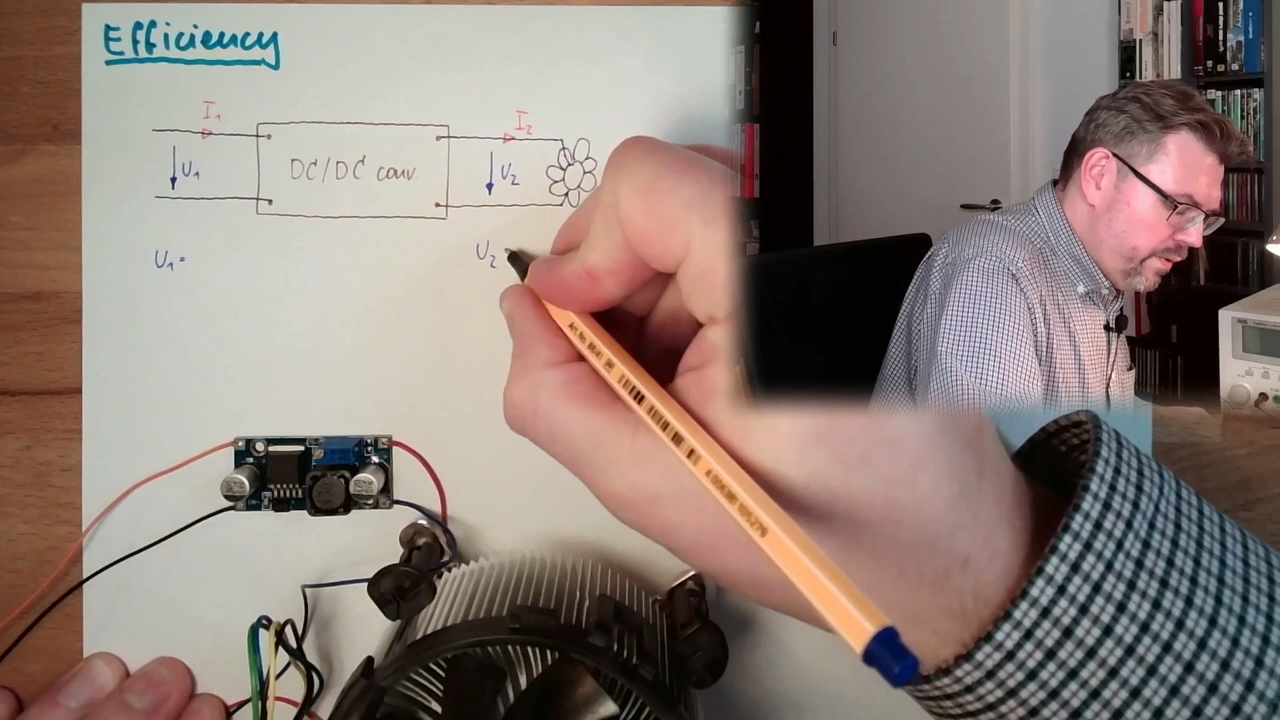 Efficiency
I₁
I₂
U₁
DC/DC conv.
U₂
U₁=
U₂